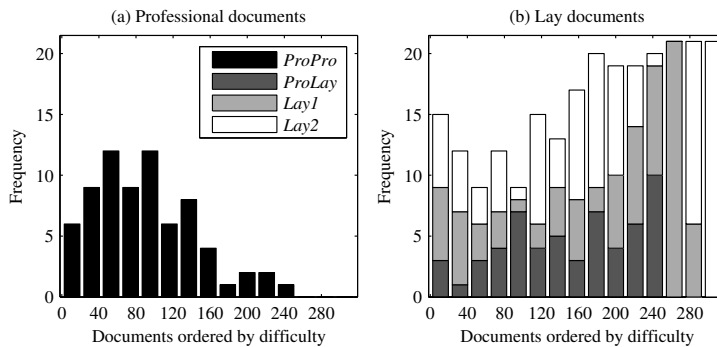 (a) Professional documents
(b) Lay documents
Frequency
20
15
10
5
0
ProPro
ProLay
Lay1
Lay2
0 40 80 120 160 200 240 280
Documents ordered by difficulty
Frequency
20
15
10
5
0
0 40 80 120 160 200 240 280
Documents ordered by difficulty